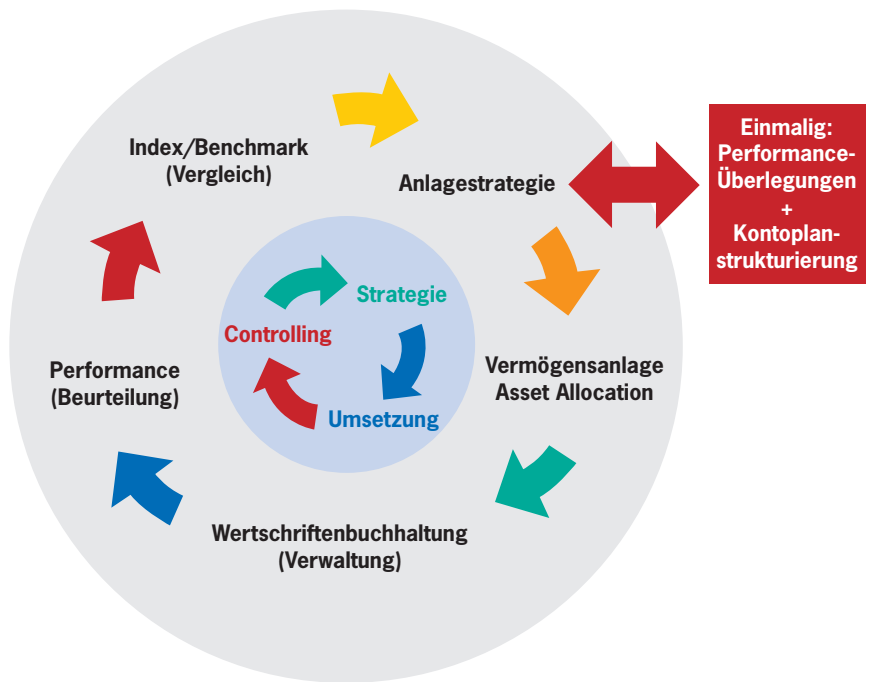 Index/Benchmark
(Vergleich)
Anlagestrategie
Einmalig:
Performance-
Überlegungen
+
Kontoplan-
strukturierung
Strategie
Controlling
Umsetzung
Vermögensanlage
Asset Allocation
Performance
(Beurteilung)
Wertschriftenbuchhaltung
(Verwaltung)